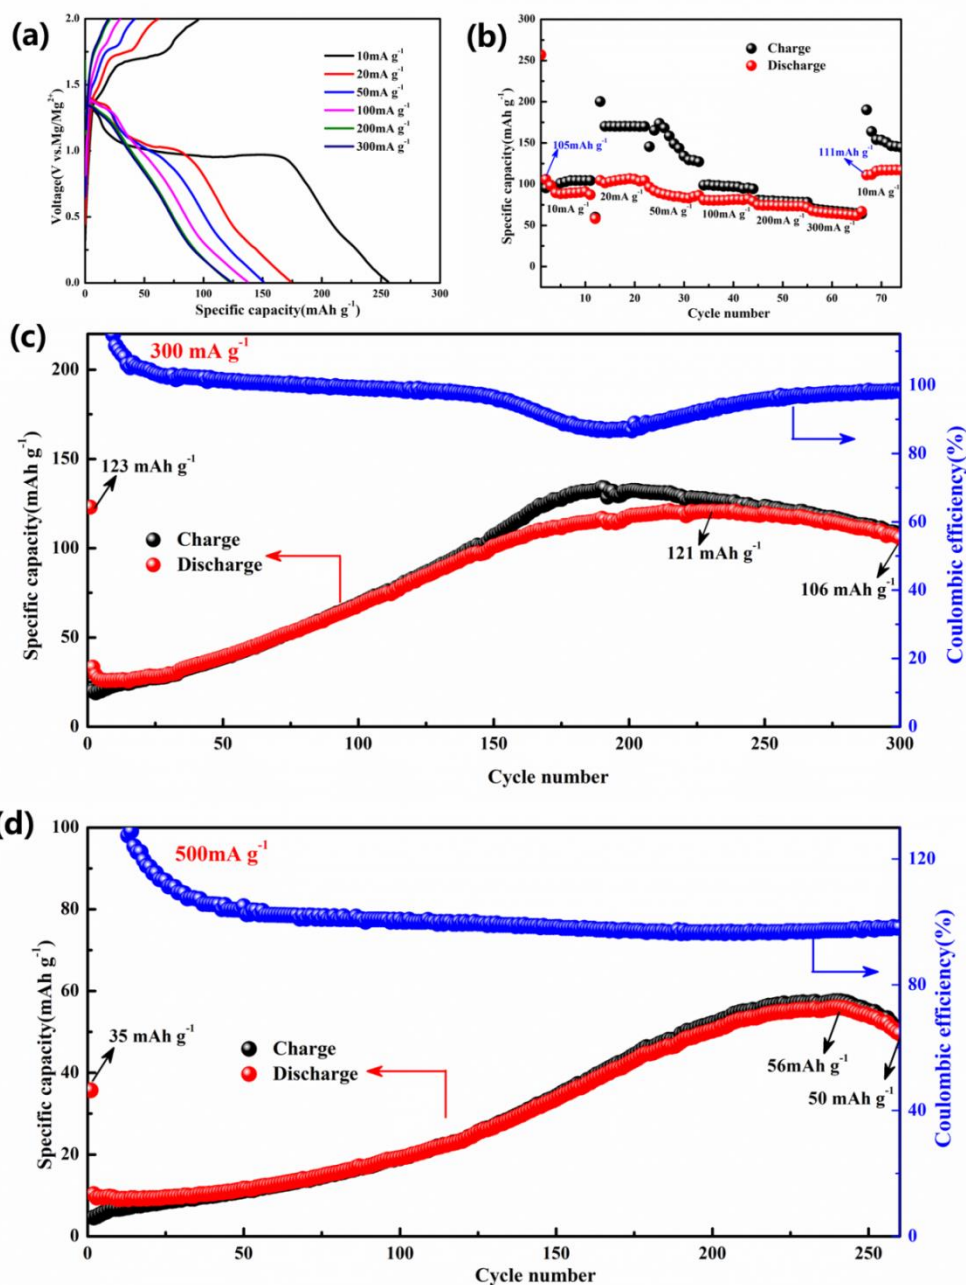 (a)
2.0
1.5
1.0
0.5
0.0
Voltage(V vs.Mg/Mg²⁺)
10mA g⁻¹
20mA g⁻¹
50mA g⁻¹
100mA g⁻¹
200mA g⁻¹
300mA g⁻¹
0 50 100 150 200 250 300
Specific capacity(mAh g⁻¹)
(b)
300
250
200
150
100
50
0
Specific capacity(mAh g⁻¹)
Charge
Discharge
105mAh g⁻¹
111mAh g⁻¹
10mA g⁻¹
20mA g⁻¹
50mA g⁻¹
100mA g⁻¹
200mA g⁻¹
300mA g⁻¹
10mA g⁻¹
10 20 30 40 50 60 70
Cycle number
(c)
300 mA g⁻¹
200
150
100
50
0
Specific capacity(mAh g⁻¹)
123 mAh g⁻¹
Charge
Discharge
121 mAh g⁻¹
106 mAh g⁻¹
100
80
60
40
20
0
Coulombic efficiency(%)
0 50 100 150 200 250 300
Cycle number
(d)
500mA g⁻¹
100
80
60
40
20
0
Specific capacity(mAh g⁻¹)
35 mAh g⁻¹
Charge
Discharge
56mAh g⁻¹
50 mAh g⁻¹
120
80
40
0
Coulombic efficiency(%)
0 50 100 150 200 250
Cycle number